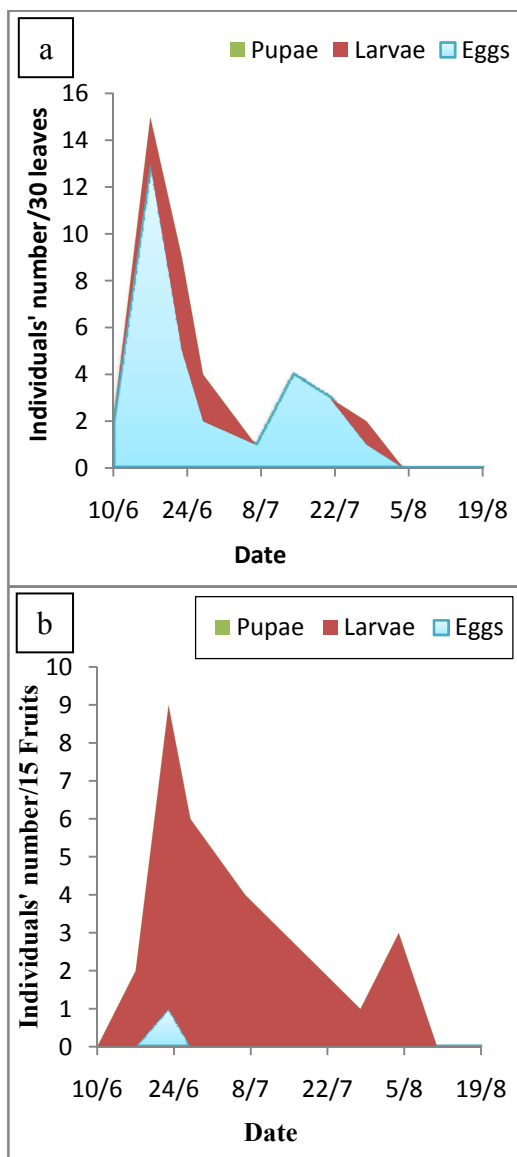 a
Pupae Larvae Eggs
Individuals' number/30 leaves
16
14
12
10
8
6
4
2
0
10/6 24/6 8/7 22/7 5/8 19/8
Date
b
Pupae Larvae Eggs
Individuals' number/15 Fruits
10
9
8
7
6
5
4
3
2
1
0
10/6 24/6 8/7 22/7 5/8 19/8
Date